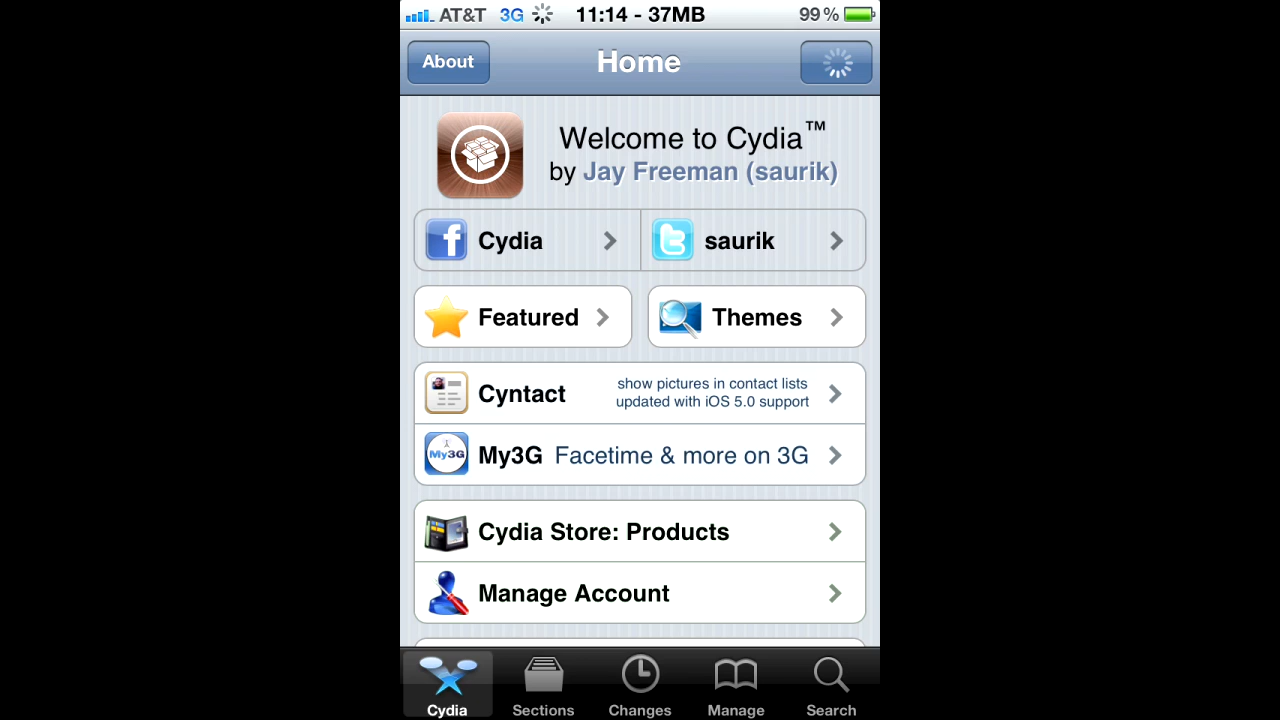 AT&T 3G 11:14 - 37MB 99%
About Home
Welcome to Cydia™
by Jay Freeman (saurik)
f Cydia t saurik
Featured Themes
Cyntact show pictures in contact lists
updated with iOS 5.0 support
My3G My3G Facetime & more on 3G
Cydia Store: Products
Manage Account
Cydia Sections Changes Manage Search